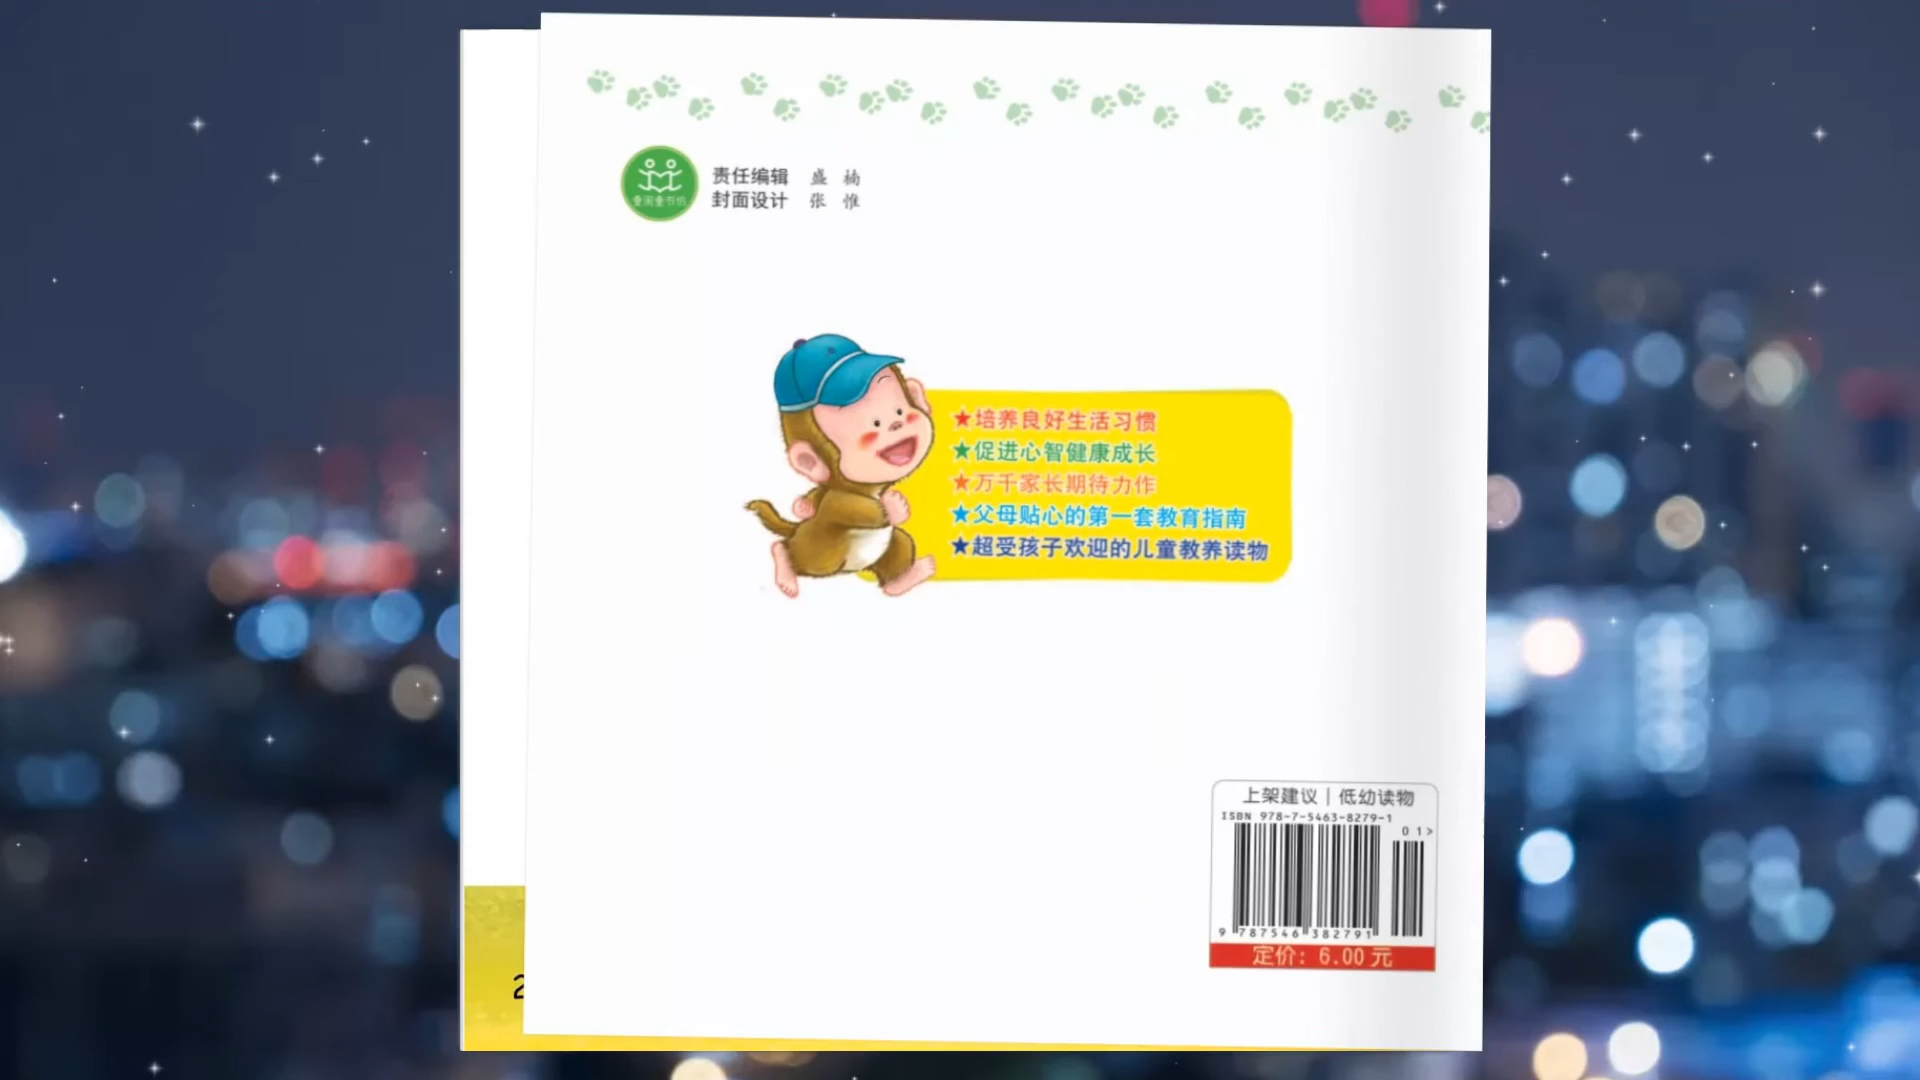 责任编辑 盛 楠
封面设计 张 惟
★培养良好生活习惯
★促进心智健康成长
★万千家长期待力作
★父母贴心的第一套教育指南
★超受孩子欢迎的儿童教养读物
上架建议｜低幼读物
ISBN 978-7-5463-8279-1
01>
9 787546 382791
定价: 6.00 元